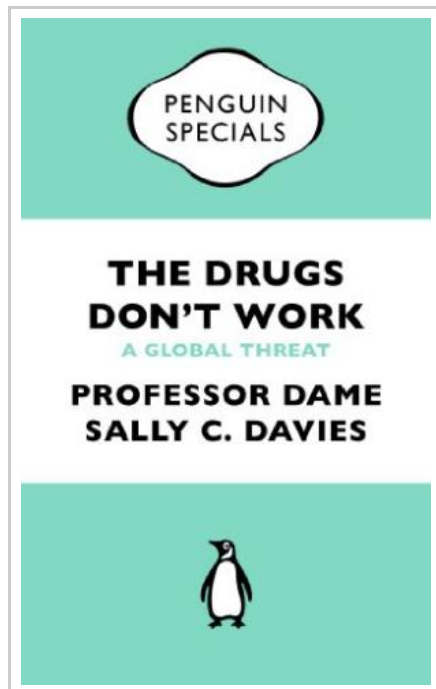 PENGUIN
SPECIALS
THE DRUGS
DON'T WORK
A GLOBAL THREAT
PROFESSOR DAME
SALLY C. DAVIES